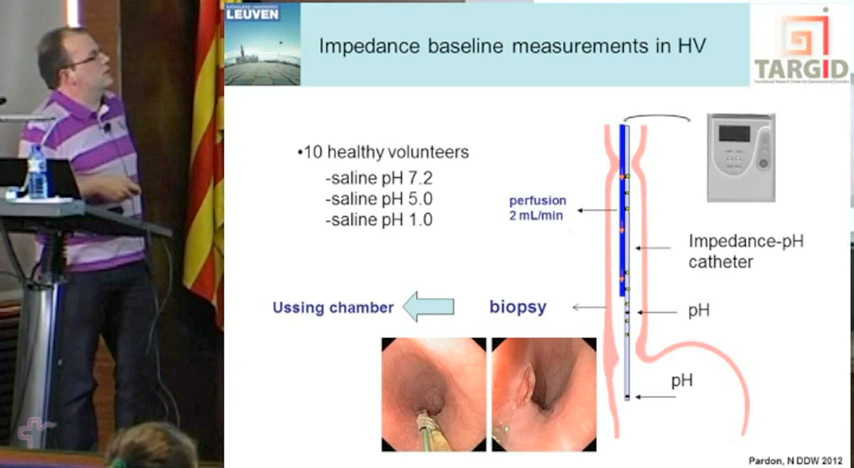 LEUVEN
Impedance baseline measurements in HV
TARGID
•10 healthy volunteers
-saline pH 7.2
-saline pH 5.0
-saline pH 1.0
perfusion
2 mL/min
Impedance-pH
catheter
Ussing chamber
biopsy
pH
pH
Pardon, N DDW 2012